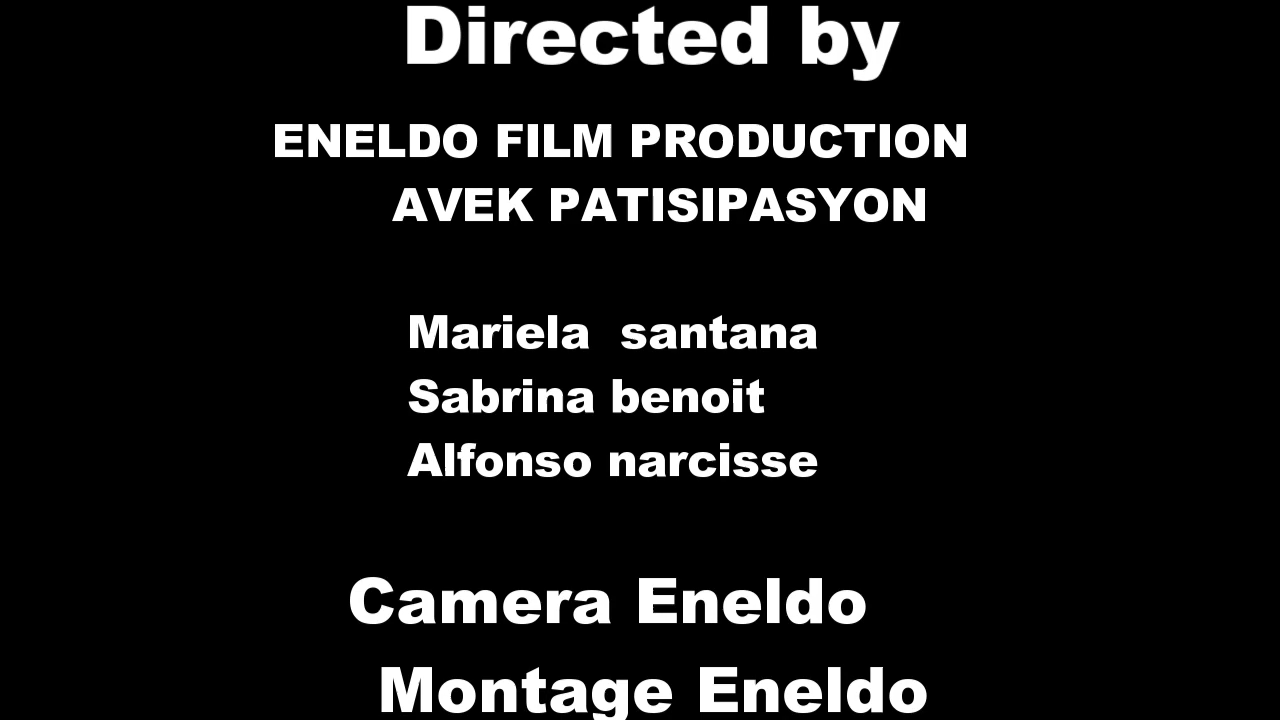 Directed by
ENELDO FILM PRODUCTION
AVEK PATISIPASYON
Mariela santana
Sabrina benoit
Alfonso narcisse
Camera Eneldo
Montage Eneldo